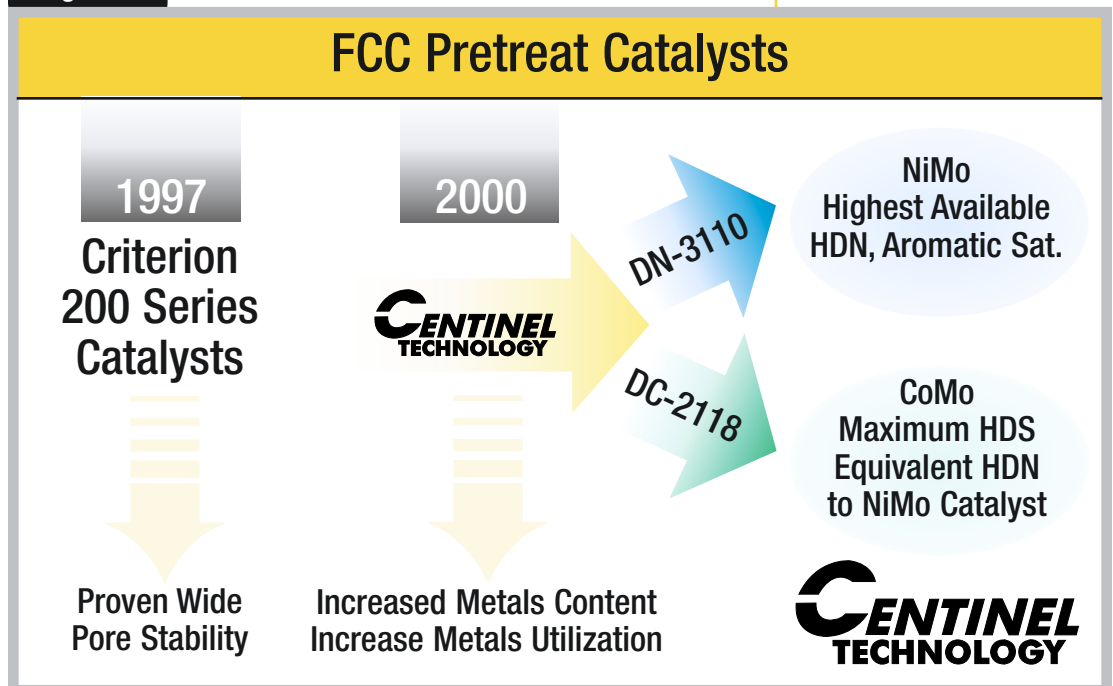 FCC Pretreat Catalysts
1997
Criterion
200 Series
Catalysts
Proven Wide
Pore Stability
2000
CENTINEL
TECHNOLOGY
Increased Metals Content
Increase Metals Utilization
DN-3110
NiMo
Highest Available
HDN, Aromatic Sat.
DC-2118
CoMo
Maximum HDS
Equivalent HDN
to NiMo Catalyst
CENTINEL
TECHNOLOGY